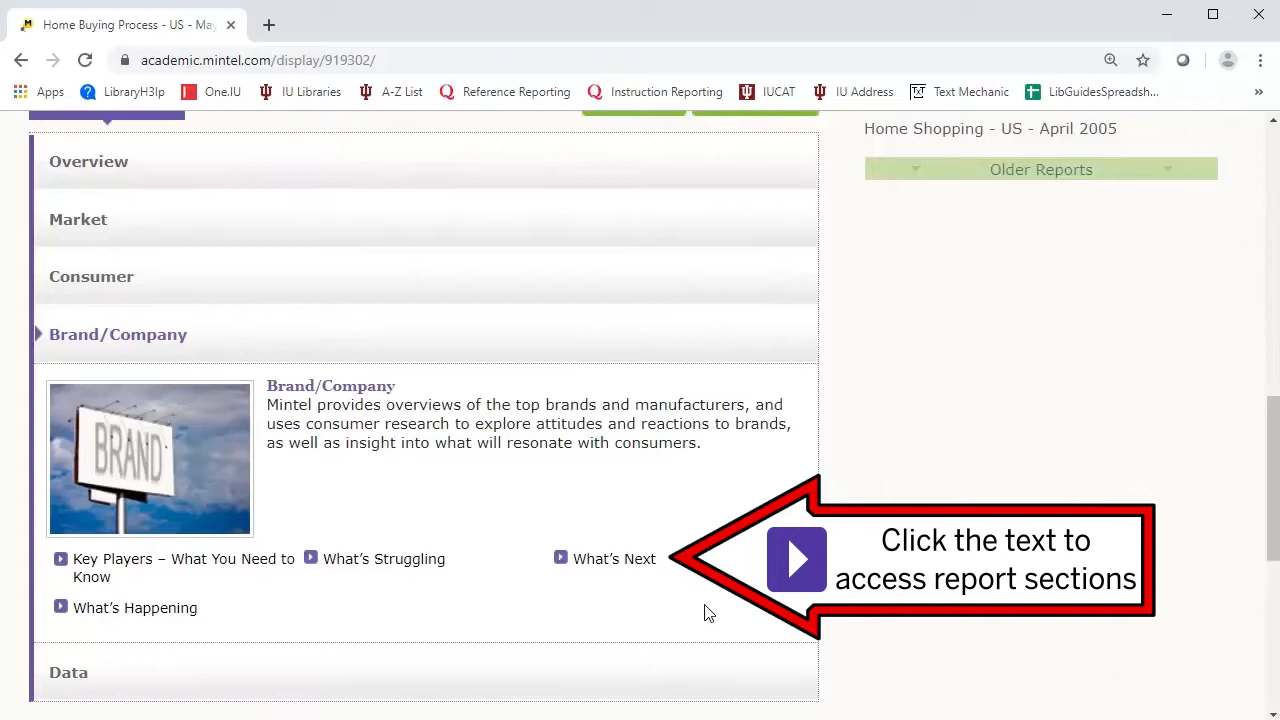 Home Buying Process - US - May
academic.mintel.com/display/919302/
Apps LibraryH3lp One.IU IU Libraries A-Z List Reference Reporting Instruction Reporting IUCAT IU Address Text Mechanic LibGuidesSpreadsh... »
Home Shopping - US - April 2005
Older Reports
Overview
Market
Consumer
Brand/Company
BRAND
Brand/Company
Mintel provides overviews of the top brands and manufacturers, and
uses consumer research to explore attitudes and reactions to brands,
as well as insight into what will resonate with consumers.
Key Players – What You Need to
Know
What’s Struggling
What’s Next
What’s Happening
Click the text to
access report sections
Data